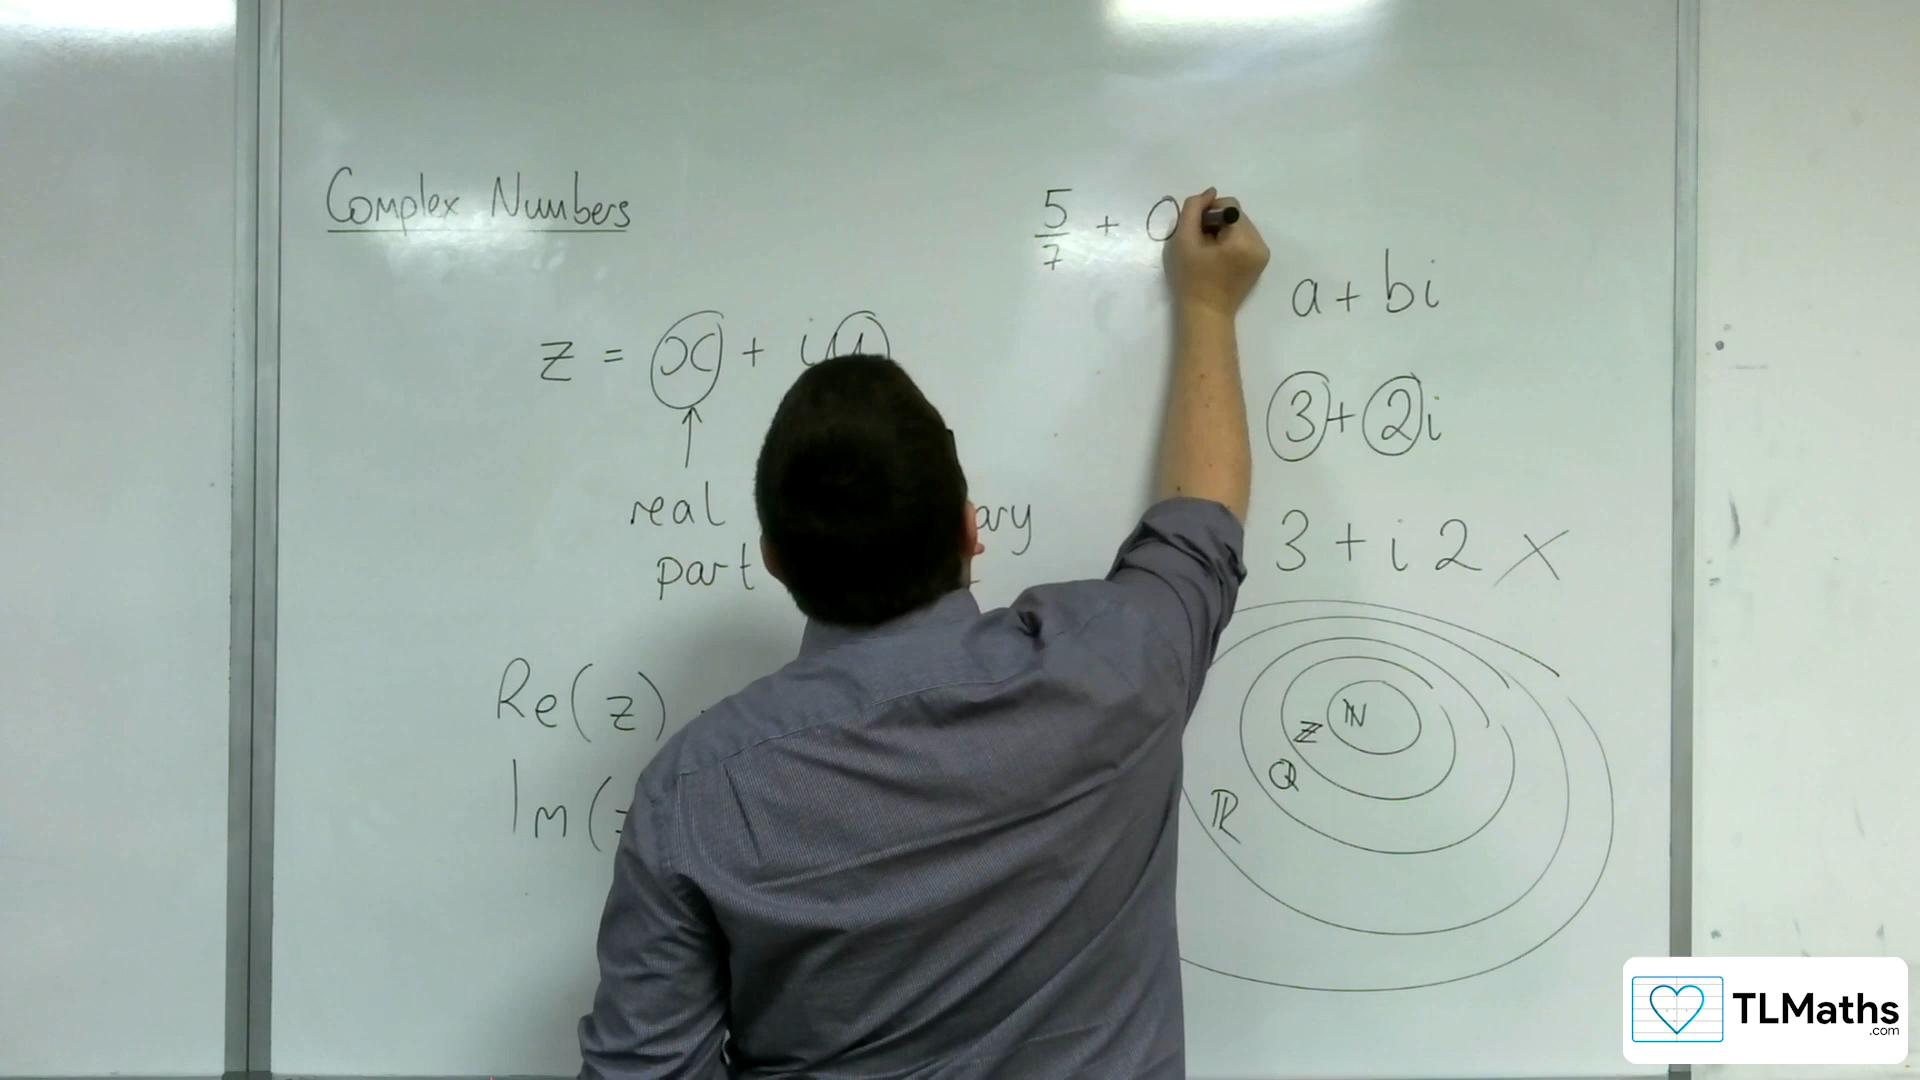 Complex Numbers
5/7 + 0
a + bi
z = x + i
3 + 2i
real
ary
part
3 + i 2 ×
Re(z)
Im(z
ℕ
ℤ
ℚ
ℝ
TLMaths
.com